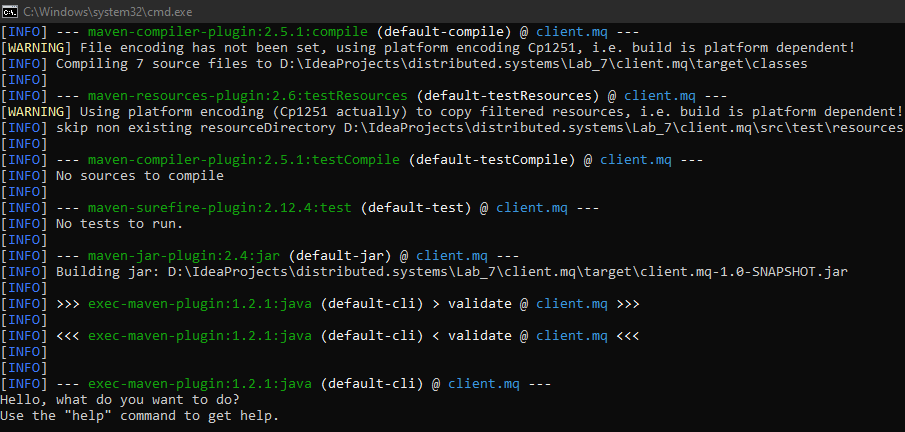 C:\Windows\system32\cmd.exe
[INFO] --- maven-compiler-plugin:2.5.1:compile (default-compile) @ client.mq ---
[WARNING] File encoding has not been set, using platform encoding Cp1251, i.e. build is platform dependent!
[INFO] Compiling 7 source files to D:\IdeaProjects\distributed.systems\Lab_7\client.mq\target\classes
[INFO]
[INFO] --- maven-resources-plugin:2.6:testResources (default-testResources) @ client.mq ---
[WARNING] Using platform encoding (Cp1251 actually) to copy filtered resources, i.e. build is platform dependent!
[INFO] skip non existing resourceDirectory D:\IdeaProjects\distributed.systems\Lab_7\client.mq\src\test\resources
[INFO]
[INFO] --- maven-compiler-plugin:2.5.1:testCompile (default-testCompile) @ client.mq ---
[INFO] No sources to compile
[INFO]
[INFO] --- maven-surefire-plugin:2.12.4:test (default-test) @ client.mq ---
[INFO] No tests to run.
[INFO]
[INFO] --- maven-jar-plugin:2.4:jar (default-jar) @ client.mq ---
[INFO] Building jar: D:\IdeaProjects\distributed.systems\Lab_7\client.mq\target\client.mq-1.0-SNAPSHOT.jar
[INFO]
[INFO] >>> exec-maven-plugin:1.2.1:java (default-cli) > validate @ client.mq >>>
[INFO]
[INFO] <<< exec-maven-plugin:1.2.1:java (default-cli) < validate @ client.mq <<<
[INFO]
[INFO]
[INFO] --- exec-maven-plugin:1.2.1:java (default-cli) @ client.mq ---
Hello, what do you want to do?
Use the "help" command to get help.